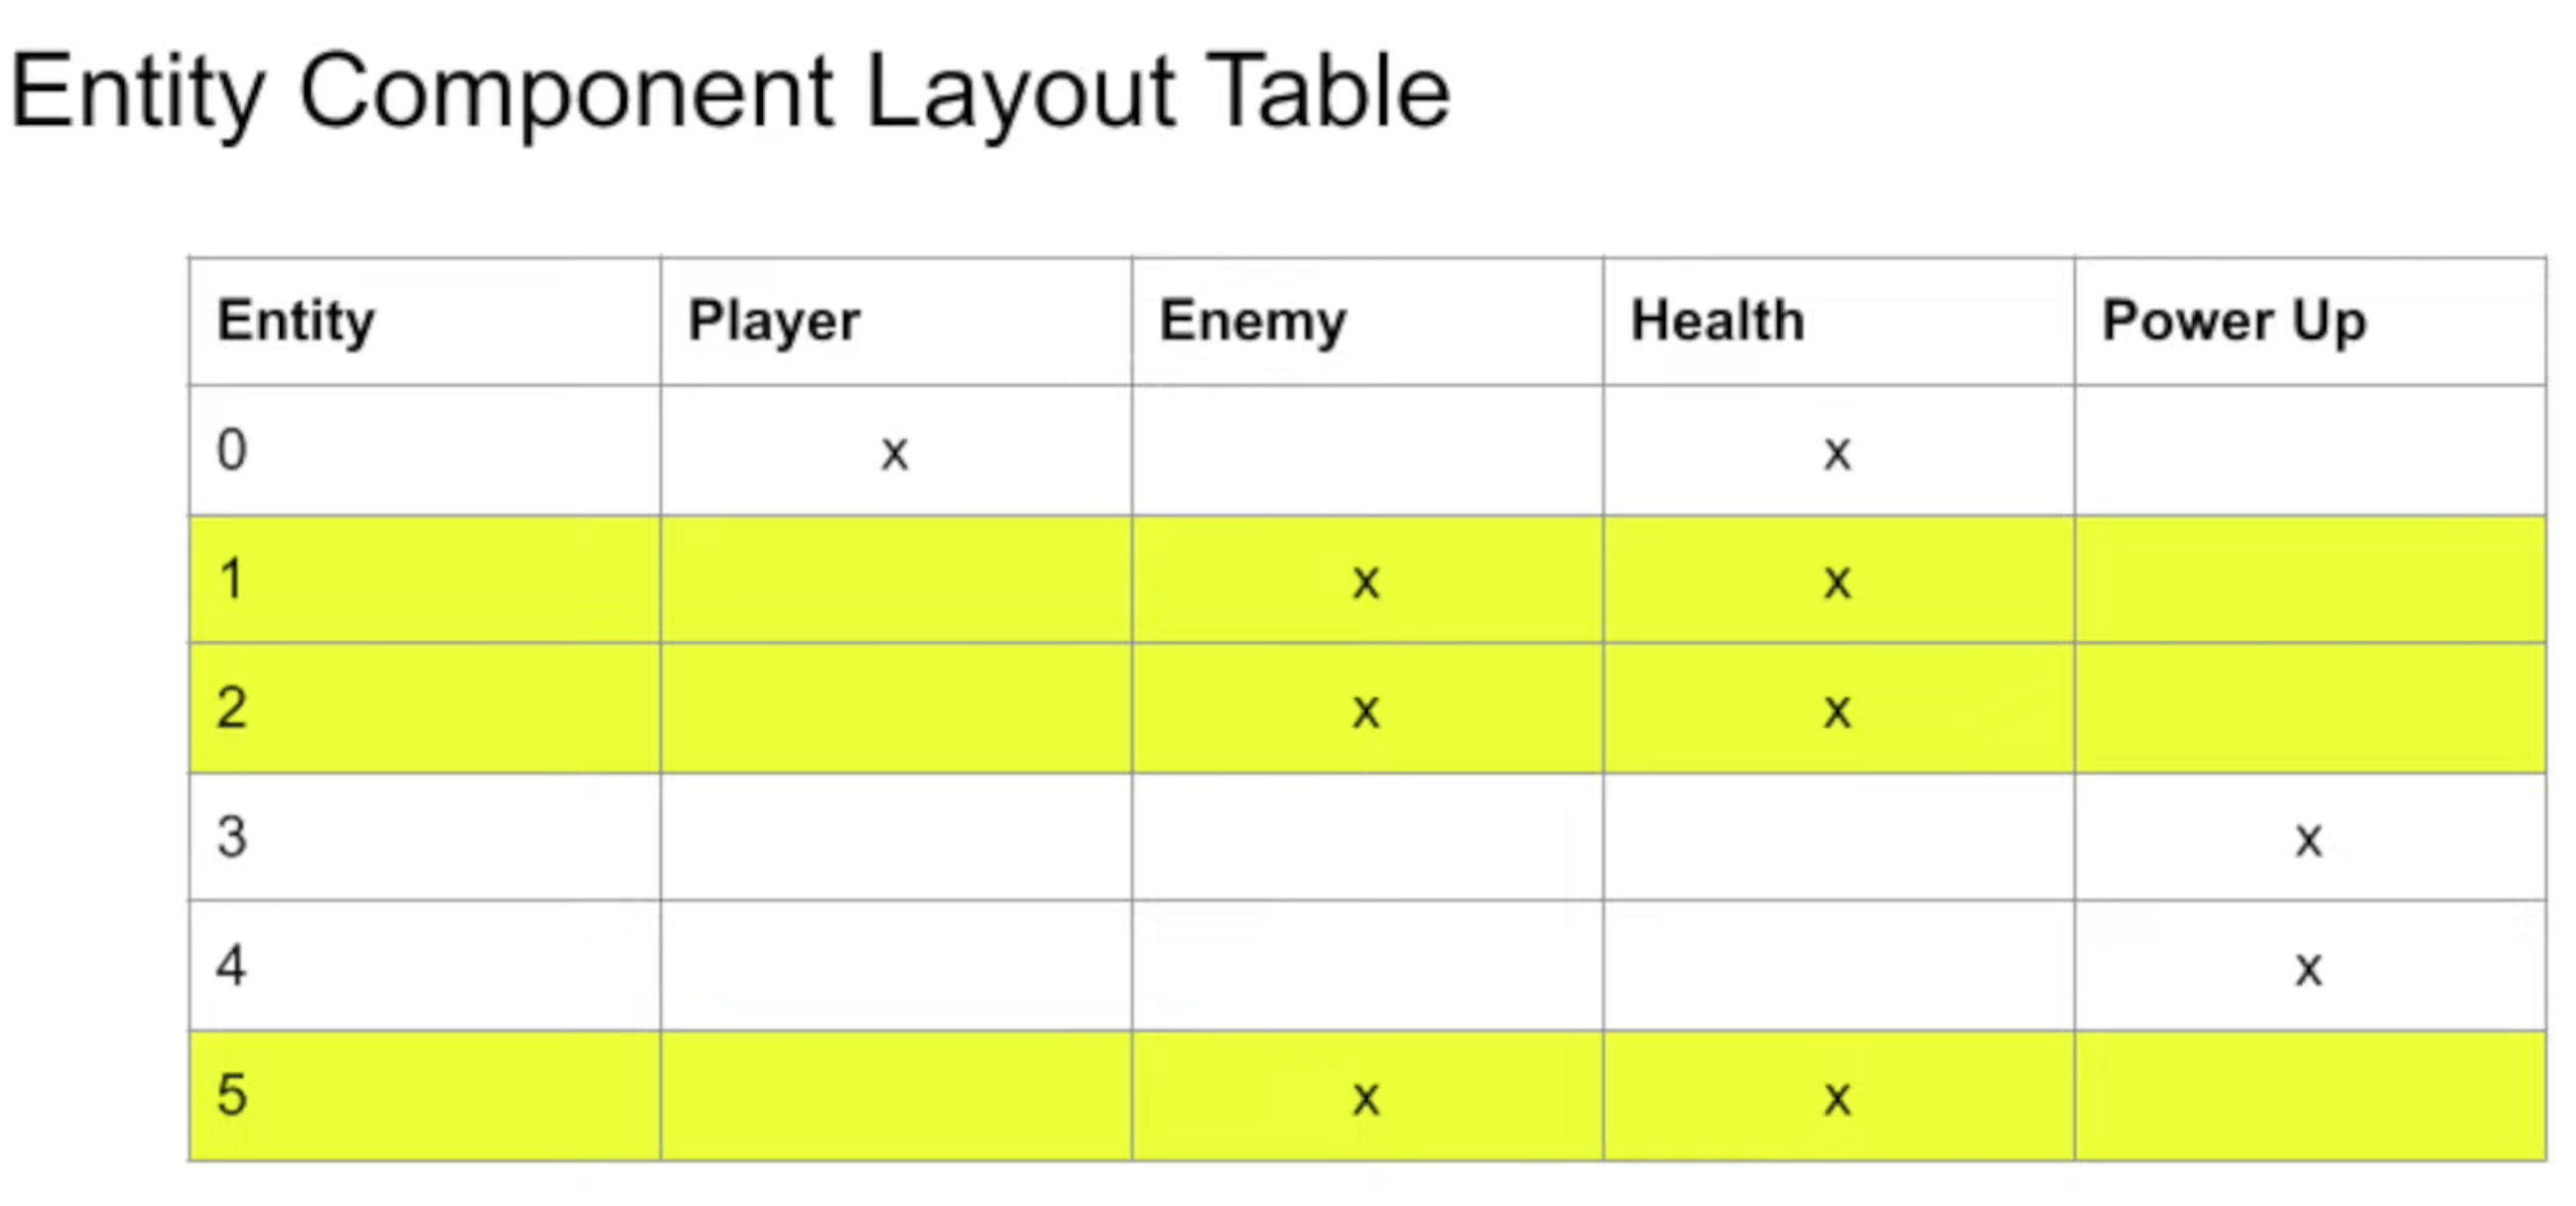 Entity Component Layout Table
Entity Player Enemy Health Power Up
0 x x
1 x x
2 x x
3 x
4 x
5 x x